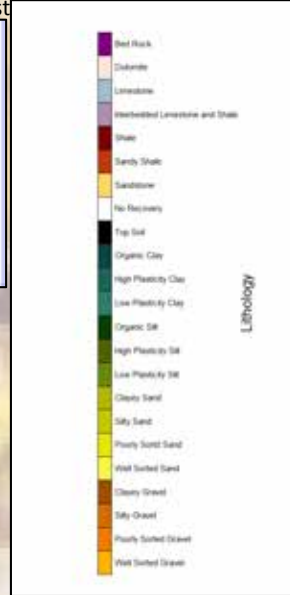 st
Bed Rock
Dolomite
Limestone
Interbedded Limestone and Shale
Shale
Sandy Shale
Sandstone
No Recovery
Top Soil
Organic Clay
High Plasticity Clay
Low Plasticity Clay
Organic Silt
High Plasticity Silt
Low Plasticity Silt
Clayey Sand
Silty Sand
Poorly Sorted Sand
Well Sorted Sand
Clayey Gravel
Silty Gravel
Poorly Sorted Gravel
Well Sorted Gravel
Lithology